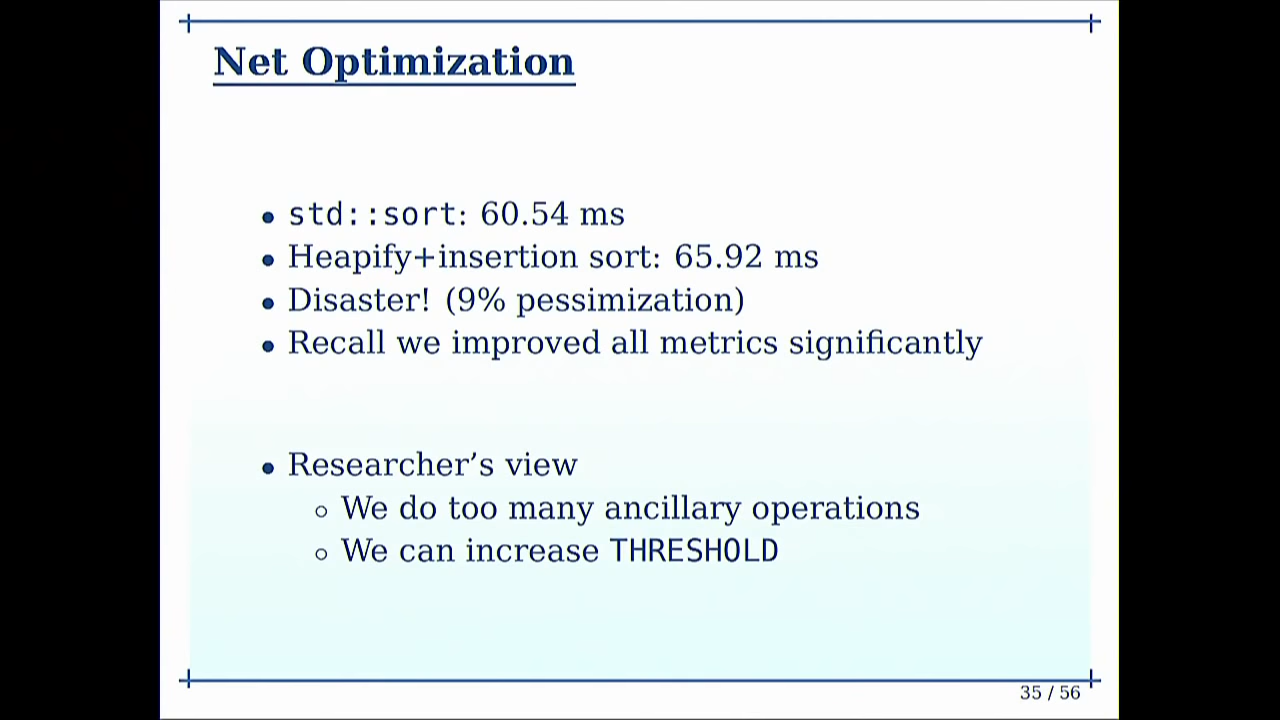 Net Optimization
• std::sort: 60.54 ms
• Heapify+insertion sort: 65.92 ms
• Disaster! (9% pessimization)
• Recall we improved all metrics significantly
• Researcher’s view
◦ We do too many ancillary operations
◦ We can increase THRESHOLD
35 / 56